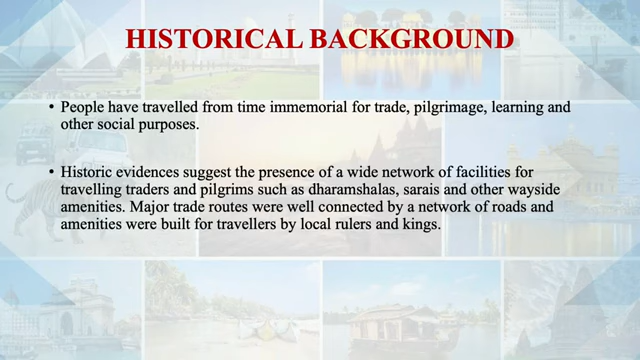 HISTORICAL BACKGROUND
• People have travelled from time immemorial for trade, pilgrimage, learning and
other social purposes.
• Historic evidences suggest the presence of a wide network of facilities for
travelling traders and pilgrims such as dharamshalas, sarais and other wayside
amenities. Major trade routes were well connected by a network of roads and
amenities were built for travellers by local rulers and kings.